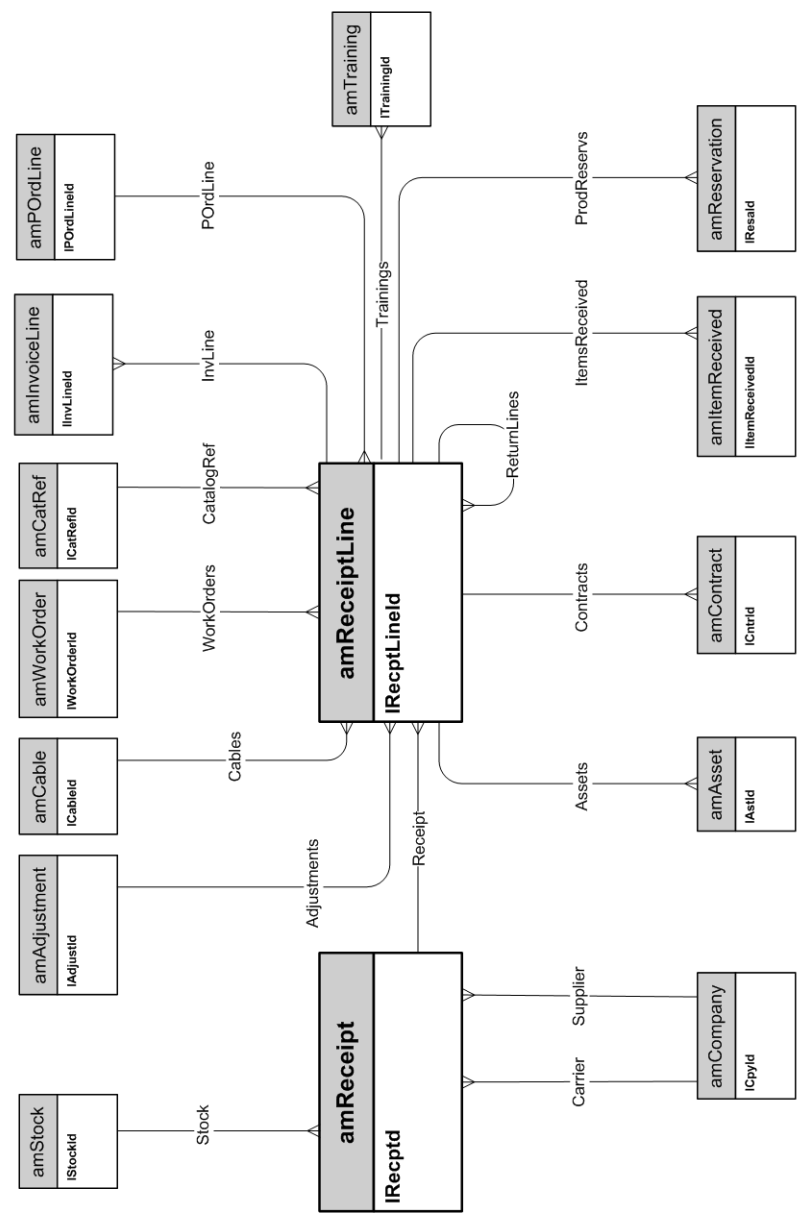 amStock
lStockId
amAdjustment
lAdjustId
amCable
lCableId
amWorkOrder
lWorkOrderId
amCatRef
lCatRefId
amInvoiceLine
lInvLineId
amPOrdLine
lPOrdLineId
Stock
Adjustments
Cables
WorkOrders
CatalogRef
InvLine
POrdLine
amReceipt
lRecptd
Receipt
amReceiptLine
lRecptLineId
Trainings
amTraining
lTrainingId
ReturnLines
Carrier
Supplier
Assets
Contracts
ItemsReceived
ProdReservs
amCompany
lCpyId
amAsset
lAstId
amContract
lCntrId
amItemReceived
lItemReceivedId
amReservation
lResaId